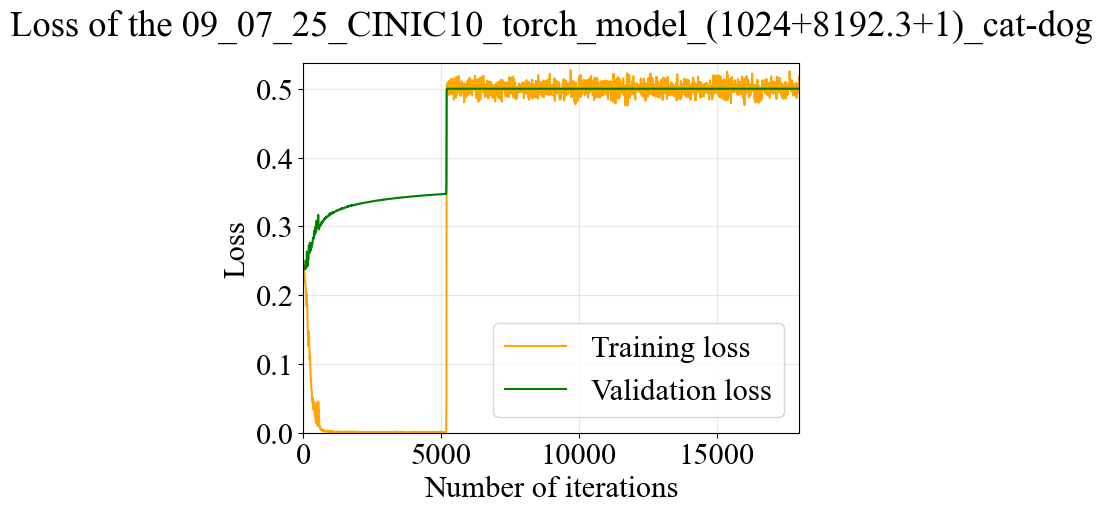 Loss of the 09_07_25_CINIC10_torch_model_(1024+8192.3+1)_cat-dog
0.5
0.4
0.3
0.2
0.1
0.0
Loss
Training loss
Validation loss
0 5000 10000 15000
Number of iterations